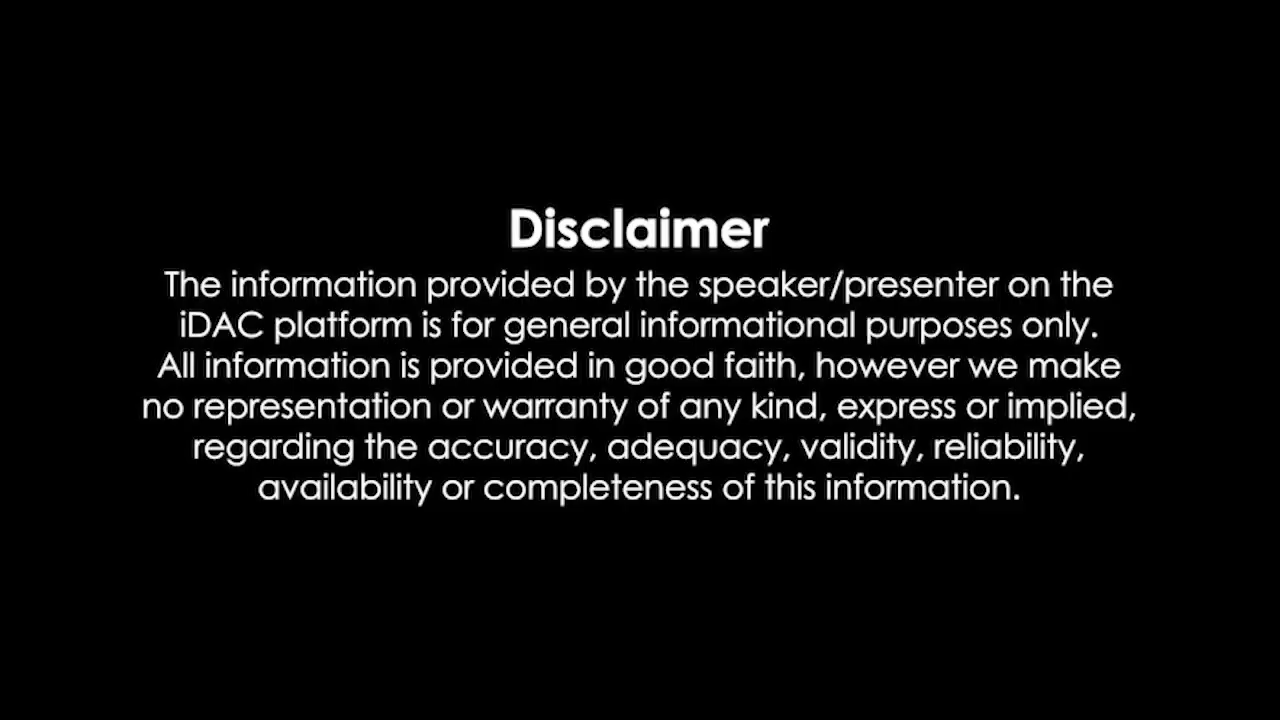 Disclaimer
The information provided by the speaker/presenter on the
iDAC platform is for general informational purposes only.
All information is provided in good faith, however we make
no representation or warranty of any kind, express or implied,
regarding the accuracy, adequacy, validity, reliability,
availability or completeness of this information.